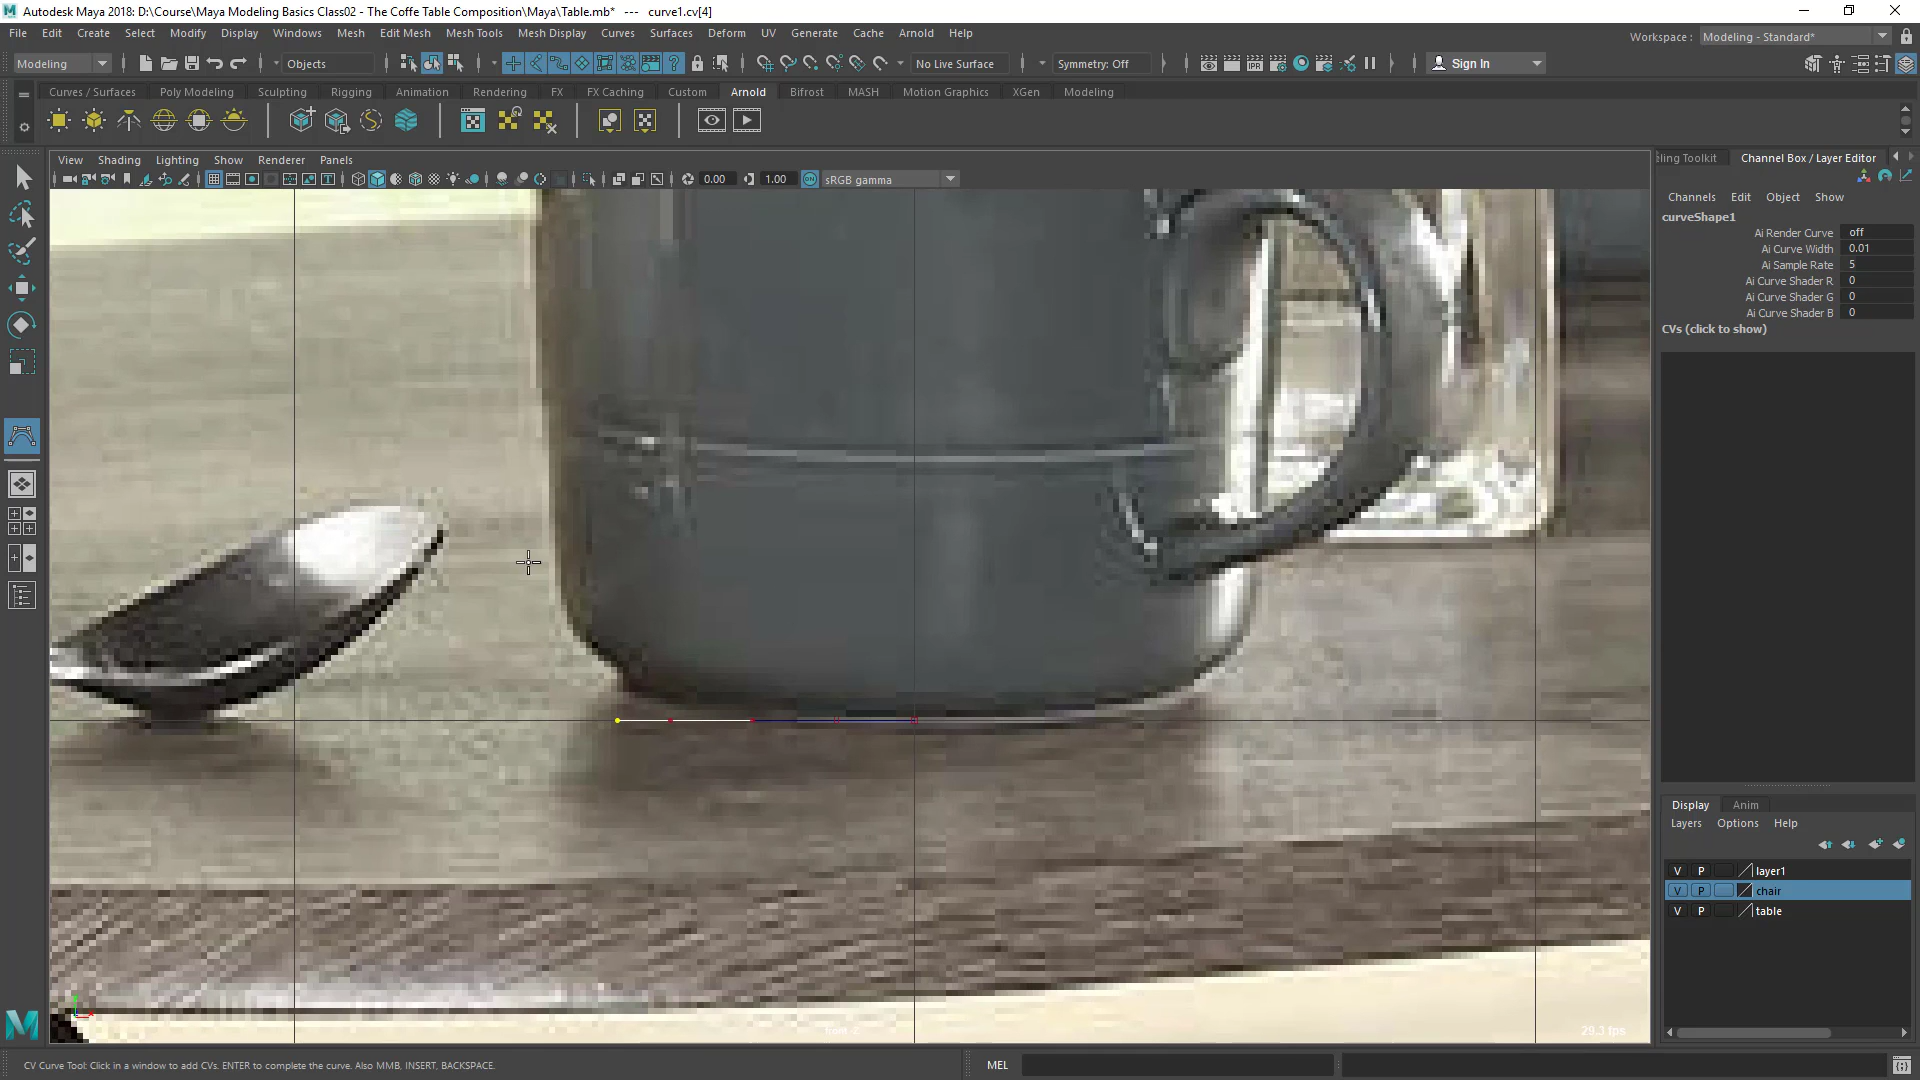 Autodesk Maya 2018: D:\Course\Maya Modeling Basics Class02 - The Coffe Table Composition\Maya\Table.mb* --- curve1.cv[4]
File Edit Create Select Modify Display Windows Mesh Edit Mesh Mesh Tools Mesh Display Curves Surfaces Deform UV Generate Cache Arnold Help
Workspace : Modeling - Standard*
Modeling Objects No Live Surface Symmetry: Off Sign In
Curves / Surfaces Poly Modeling Sculpting Rigging Animation Rendering FX FX Caching Custom Arnold Bifrost MASH Motion Graphics XGen Modeling
View Shading Lighting Show Renderer Panels
0.00 1.00 sRGB gamma
ling Toolkit Channel Box / Layer Editor
Channels Edit Object Show
curveShape1
Ai Render Curve off
Ai Curve Width 0.01
Ai Sample Rate 5
Ai Curve Shader R 0
Ai Curve Shader G 0
Ai Curve Shader B 0
CVs (click to show)
Display Anim
Layers Options Help
V P layer1
V P chair
V P table
front -Z
29.3 fps
CV Curve Tool: Click in a window to add CVs. ENTER to complete the curve. Also MMB, INSERT, BACKSPACE.
MEL